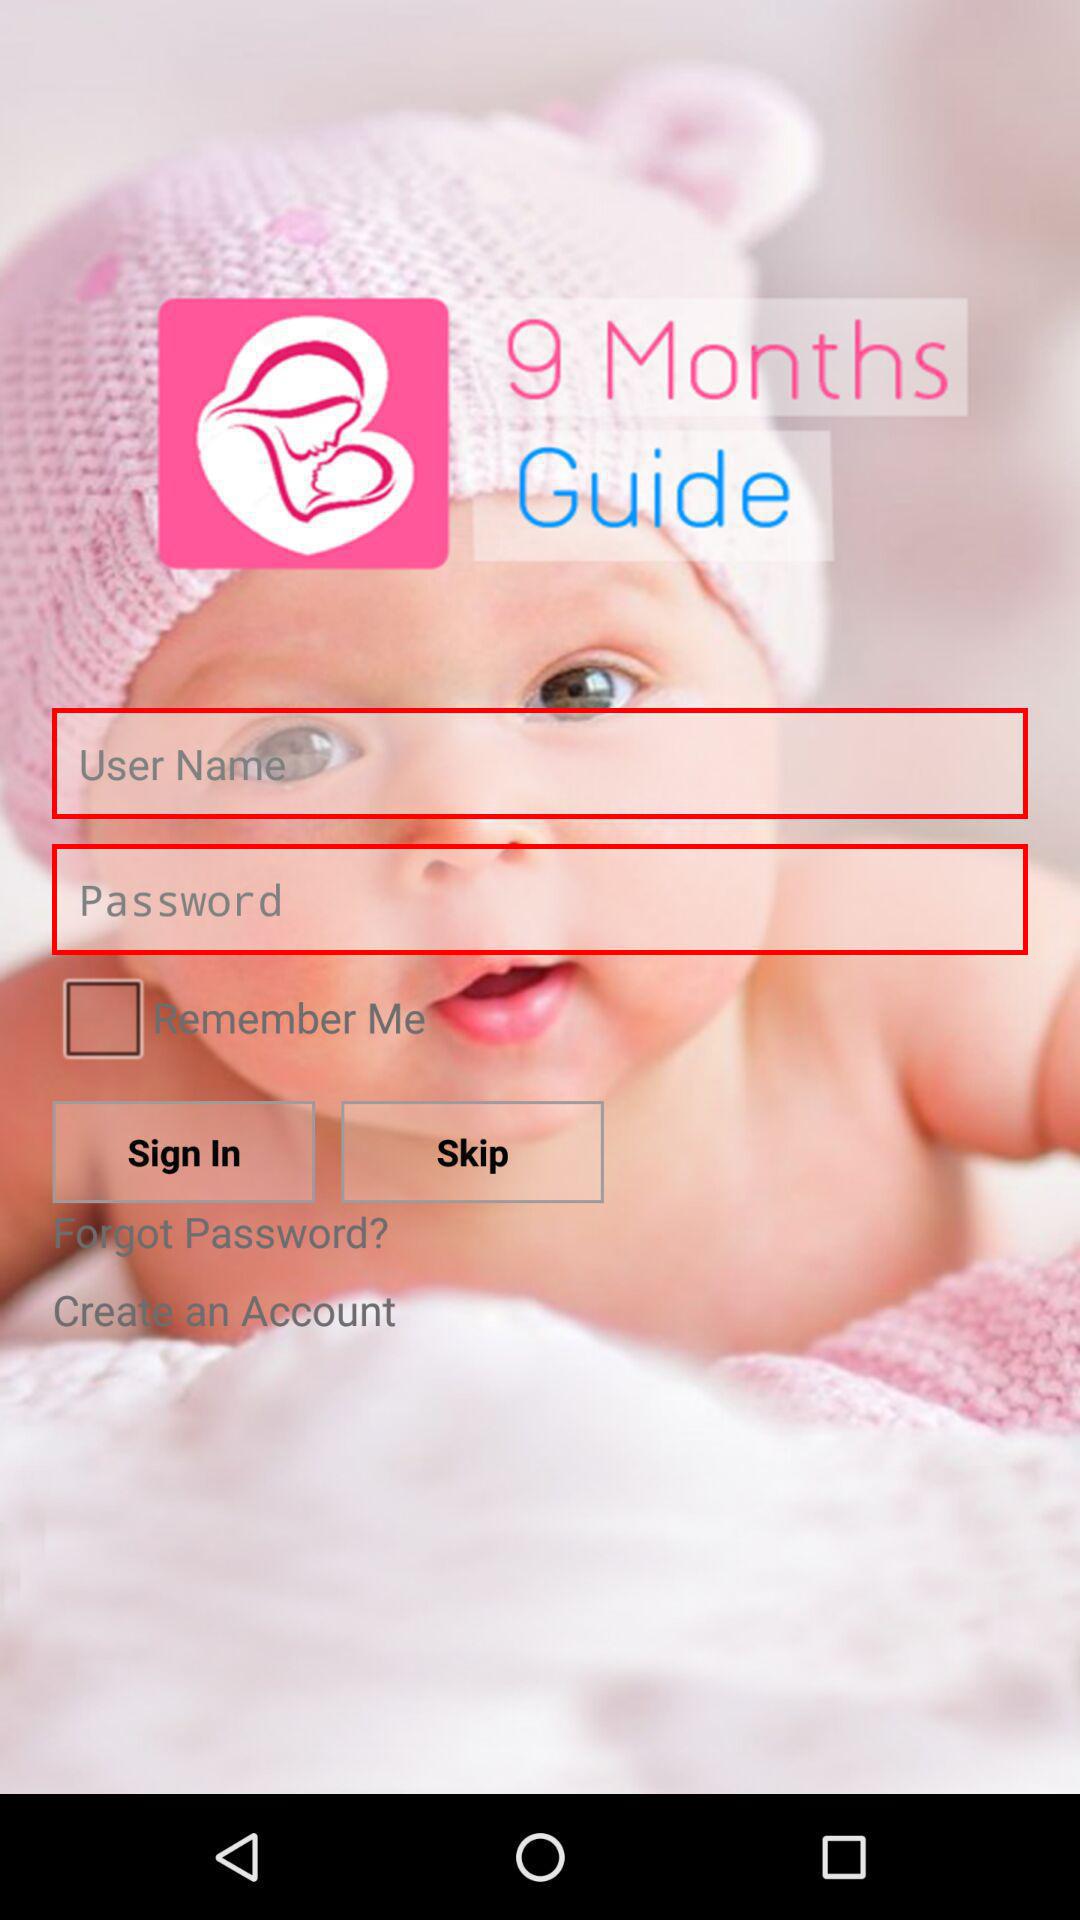 9 Months
Guide
User Name
Password
Remember Me
Sign In
Skip
Forgot Password?
Create an Account